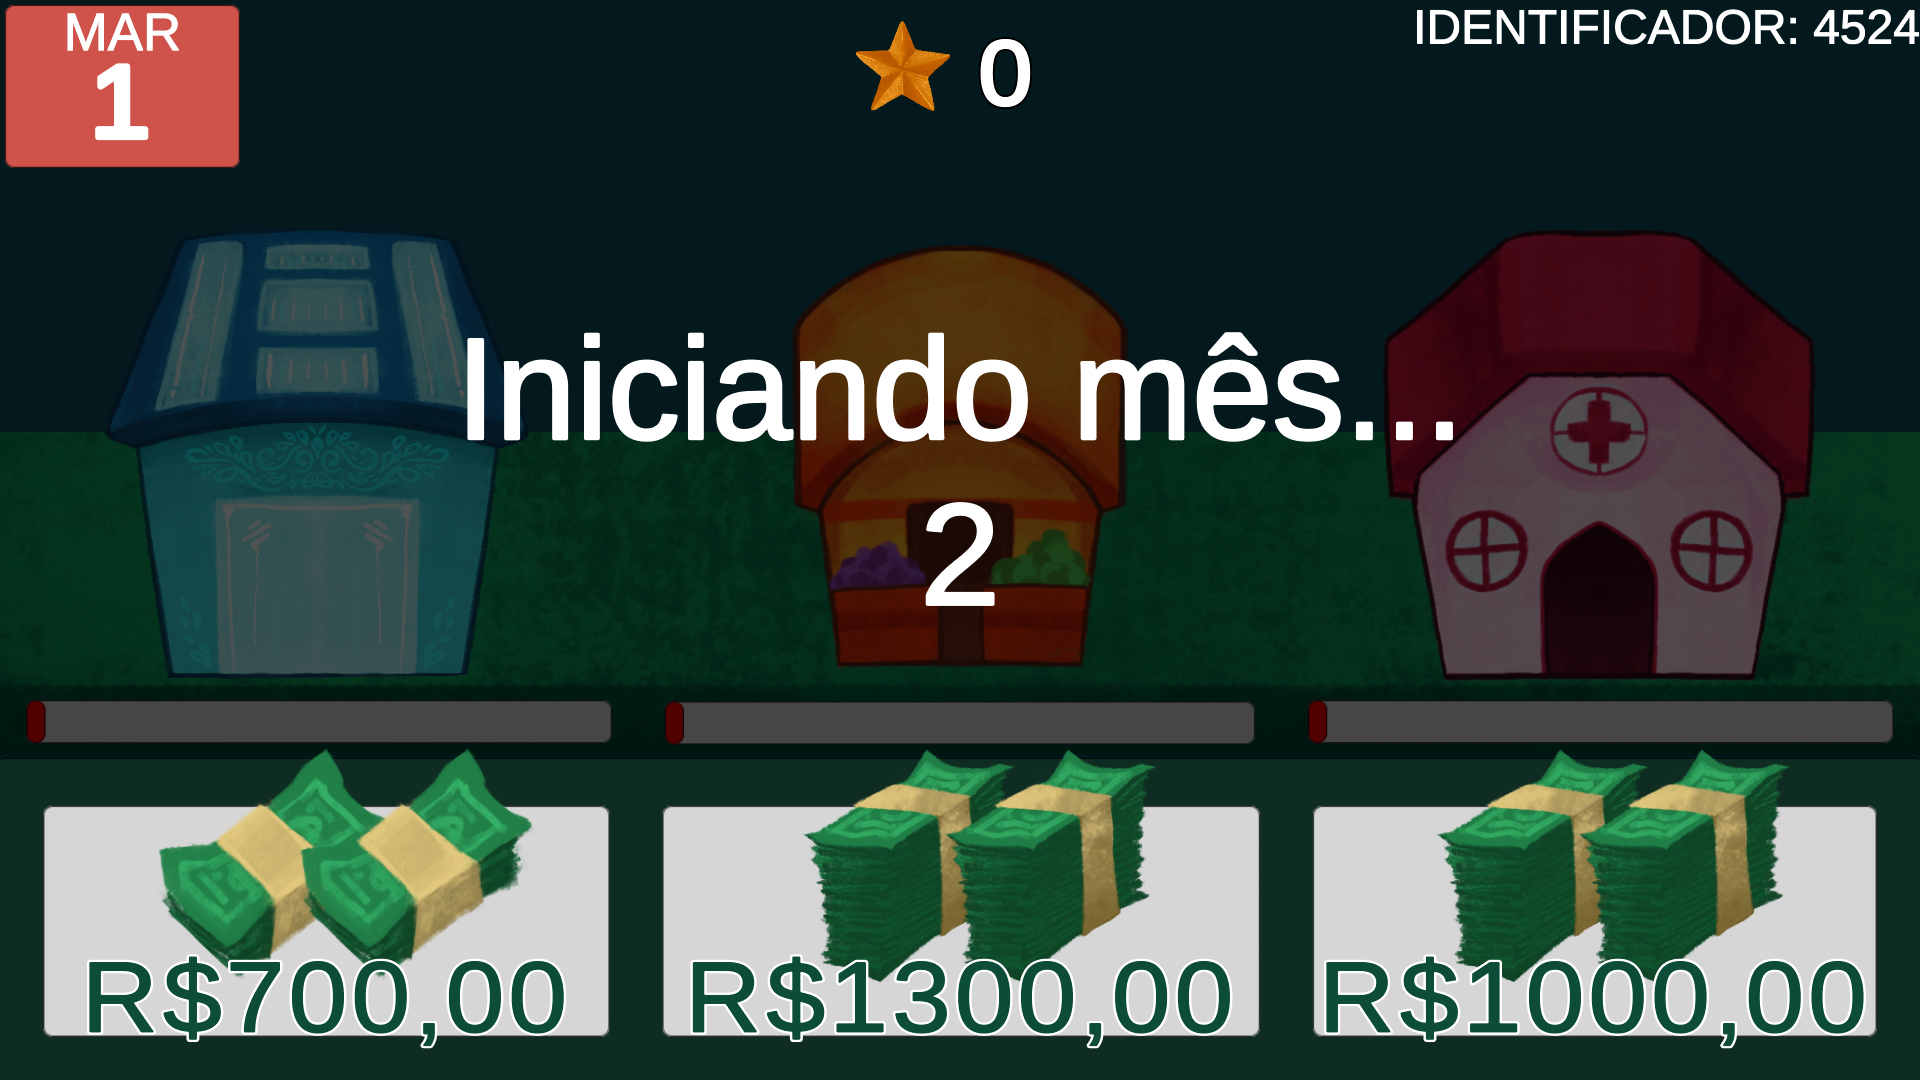 MAR
1
0
IDENTIFICADOR: 4524
Iniciando mês...
2
R$700,00
R$1300,00
R$1000,00